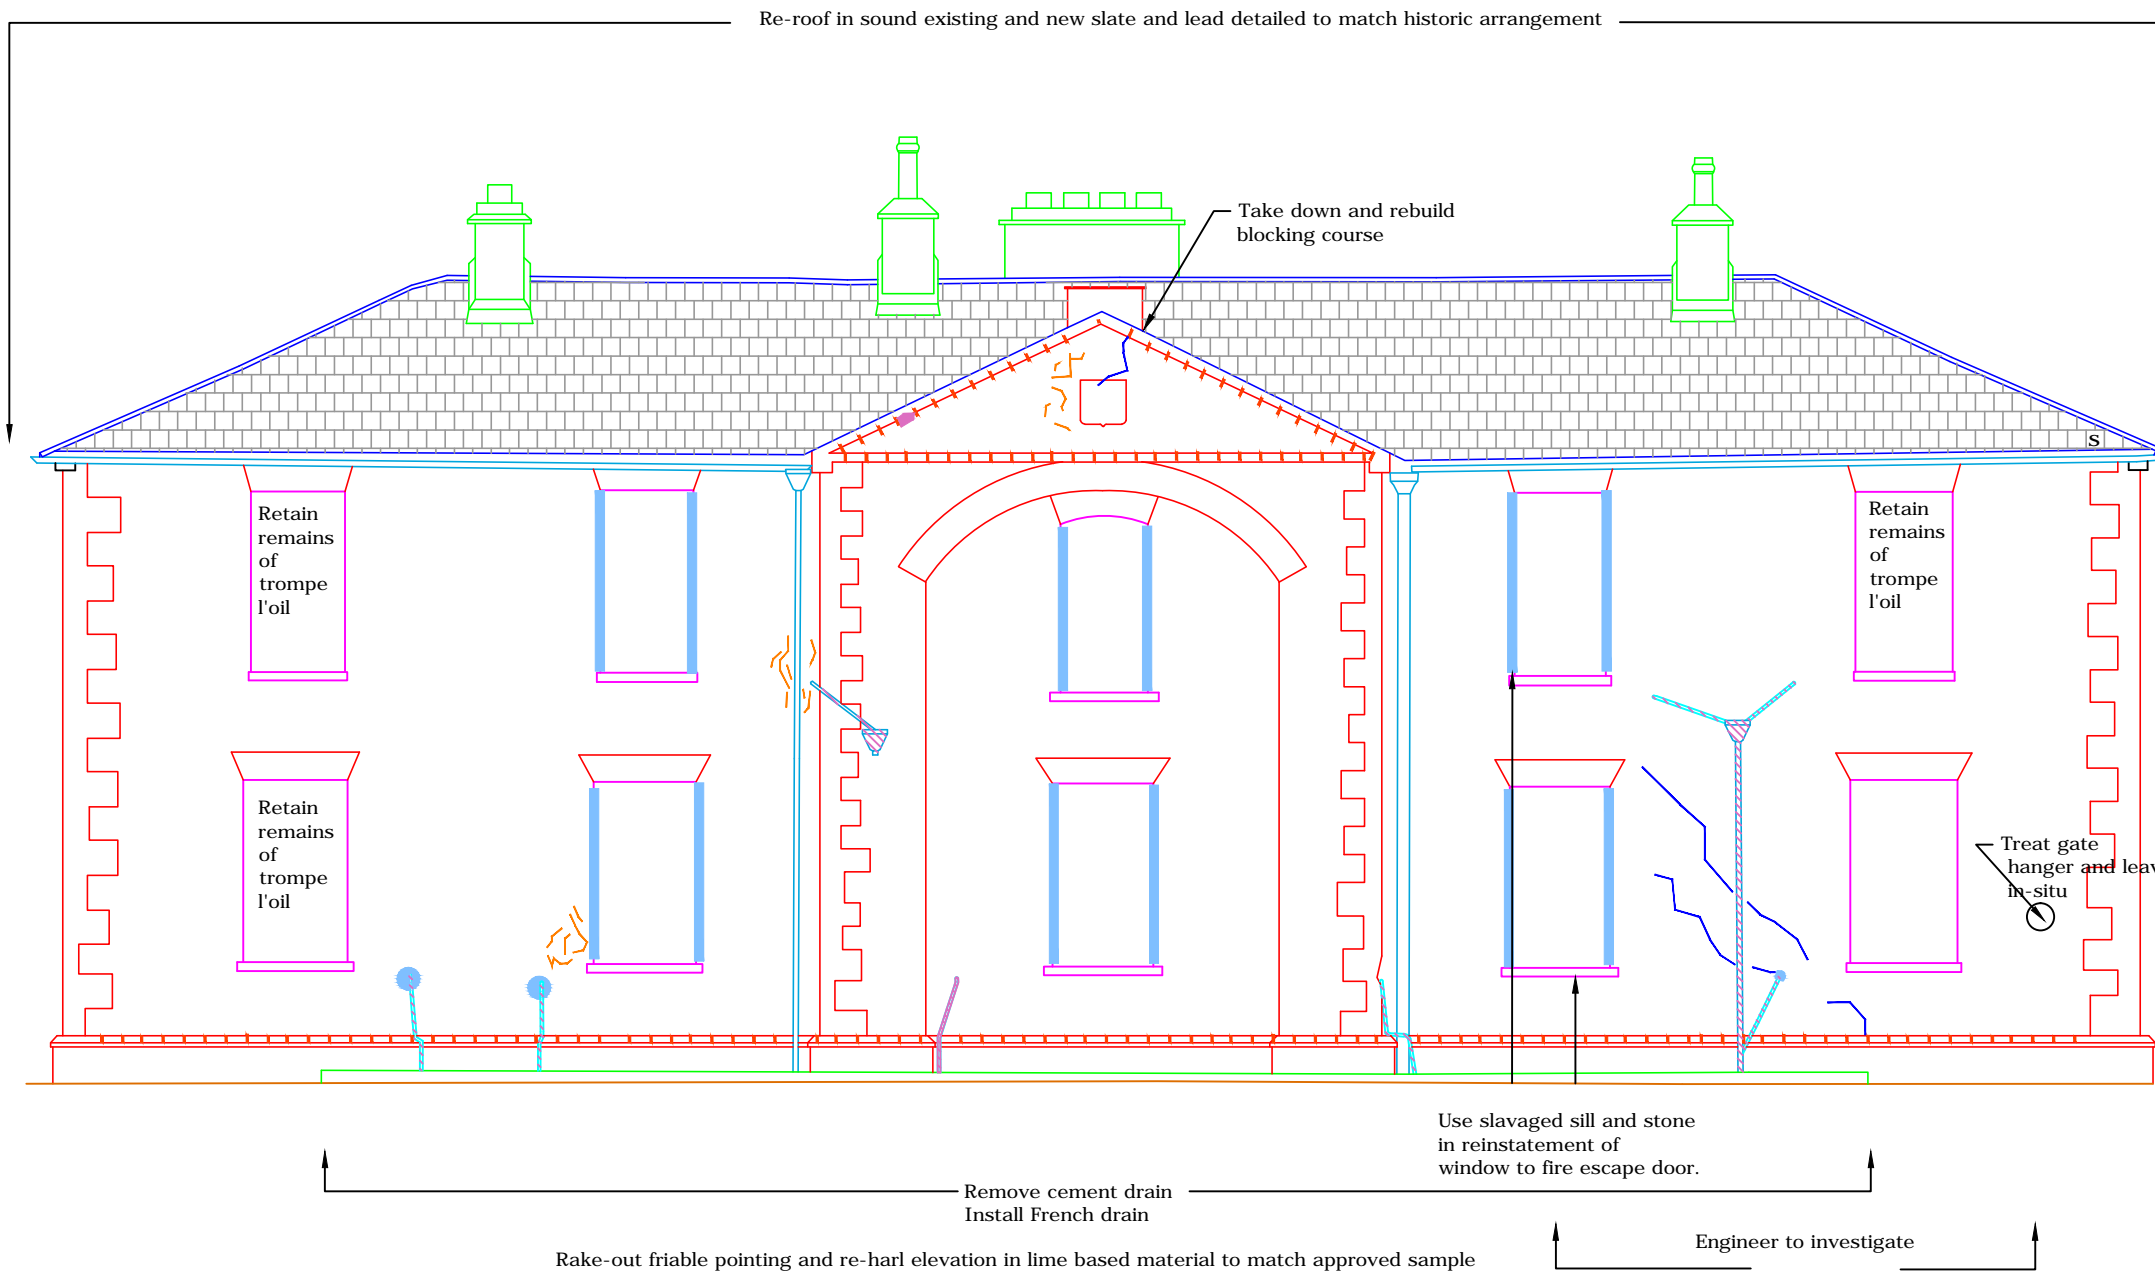 Re-roof in sound existing and new slate and lead detailed to match historic arrangement
Take down and rebuild
blocking course
S
Retain
remains
of
trompe
l'oil
Retain
remains
of
trompe
l'oil
Retain
remains
of
trompe
l'oil
Treat gate
hanger and leav
in-situ
Use slavaged sill and stone
in reinstatement of
window to fire escape door.
Remove cement drain
Install French drain
Engineer to investigate
Rake-out friable pointing and re-harl elevation in lime based material to match approved sample